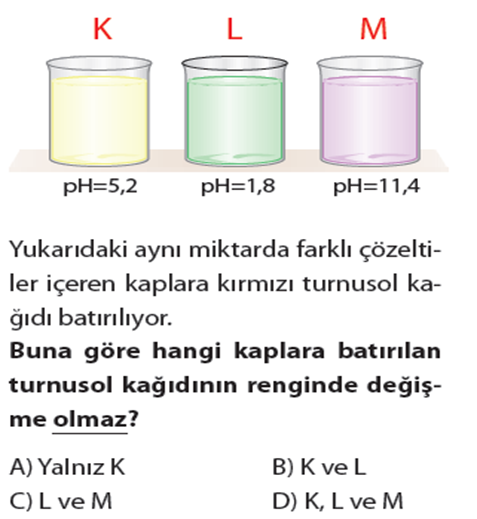 K L M
pH=5,2 pH=1,8 pH=11,4
Yukarıdaki aynı miktarda farklı çözelti-
ler içeren kaplara kırmızı turnusol ka-
ğıdı batırılıyor.
Buna göre hangi kaplara batırılan
turnusol kağıdının renginde değiş-
me olmaz?
A) Yalnız K B) K ve L
C) L ve M D) K, L ve M